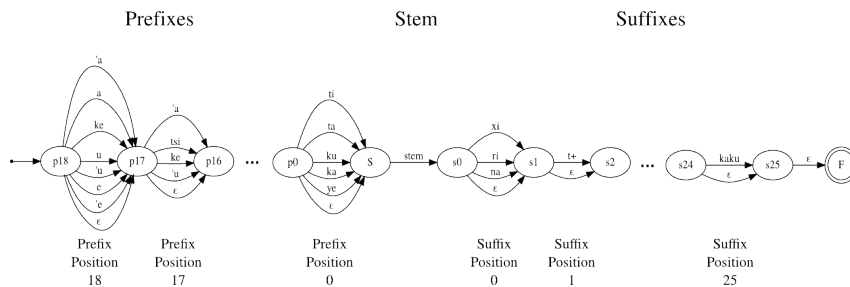 Prefixes Stem Suffixes
'a
a
ke
u
'u
e
'e
ε
'a
tsi
ke
'u
ε
ti
ta
ku
ka
ye
ε
stem
xi
ri
na
ε
t+
ε
kaku
ε
ε
p18 p17 p16 ... p0 S s0 s1 s2 ... s24 s25 F
Prefix Prefix Prefix Suffix Suffix Suffix
Position Position Position Position Position Position
18 17 0 0 1 25